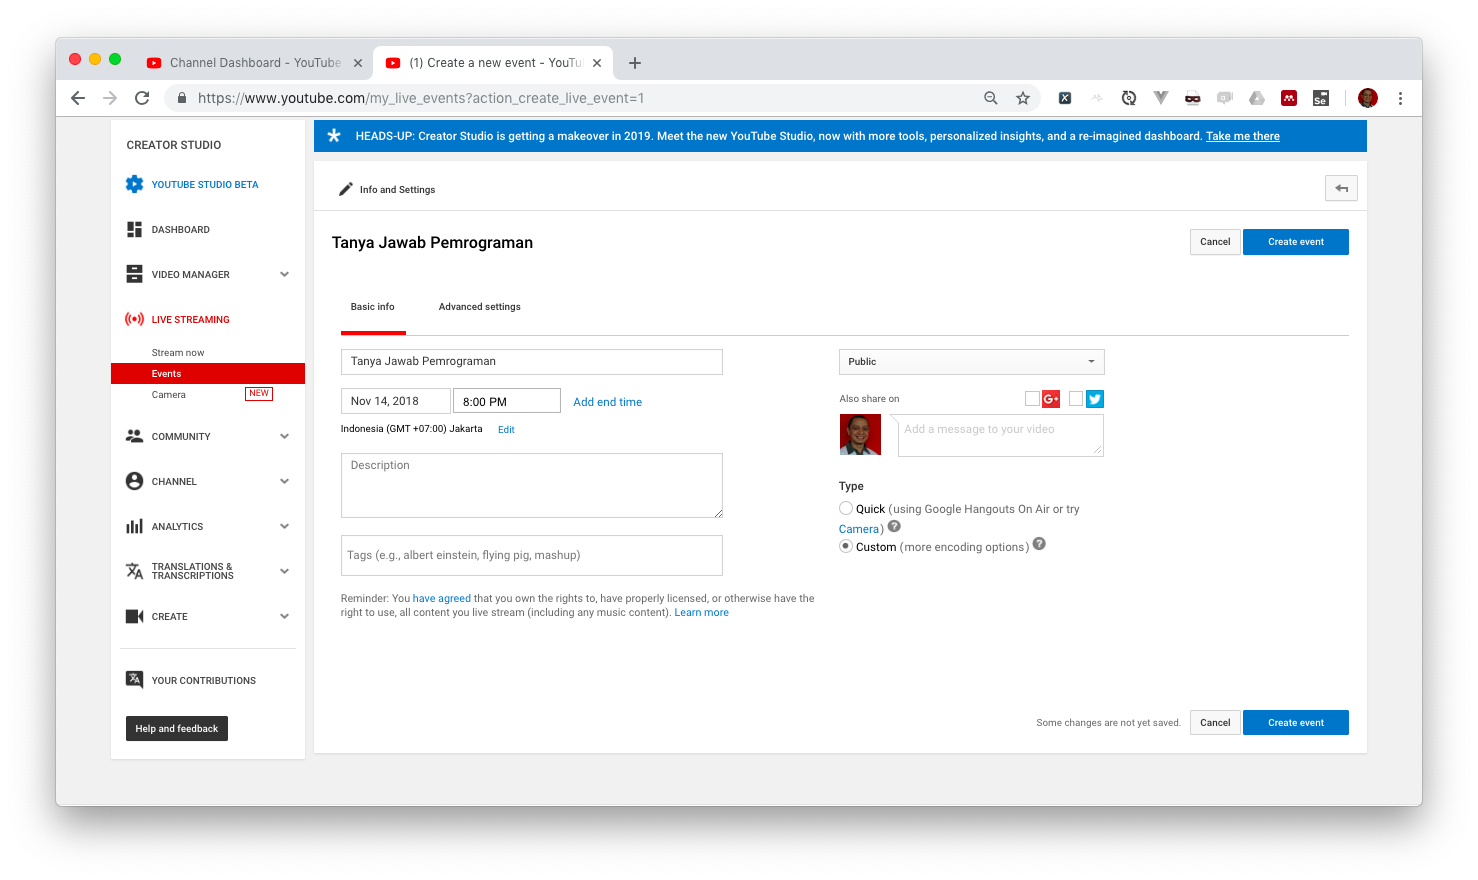 Channel Dashboard - YouTube
(1) Create a new event - YouTu
https://www.youtube.com/my_live_events?action_create_live_event=1
Se
CREATOR STUDIO
HEADS-UP: Creator Studio is getting a makeover in 2019. Meet the new YouTube Studio, now with more tools, personalized insights, and a re-imagined dashboard. Take me there
YOUTUBE STUDIO BETA
DASHBOARD
VIDEO MANAGER
LIVE STREAMING
Stream now
Events
Camera NEW
COMMUNITY
CHANNEL
ANALYTICS
TRANSLATIONS &
TRANSCRIPTIONS
CREATE
YOUR CONTRIBUTIONS
Help and feedback
Info and Settings
Tanya Jawab Pemrograman
Cancel Create event
Basic info Advanced settings
Tanya Jawab Pemrograman
Nov 14, 2018 8:00 PM Add end time
Indonesia (GMT +07:00) Jakarta Edit
Description
Tags (e.g., albert einstein, flying pig, mashup)
Reminder: You have agreed that you own the rights to, have properly licensed, or otherwise have the
right to use, all content you live stream (including any music content). Learn more
Public
Also share on G+
Add a message to your video
Type
Quick (using Google Hangouts On Air or try
Camera) ?
Custom (more encoding options) ?
Some changes are not yet saved. Cancel Create event